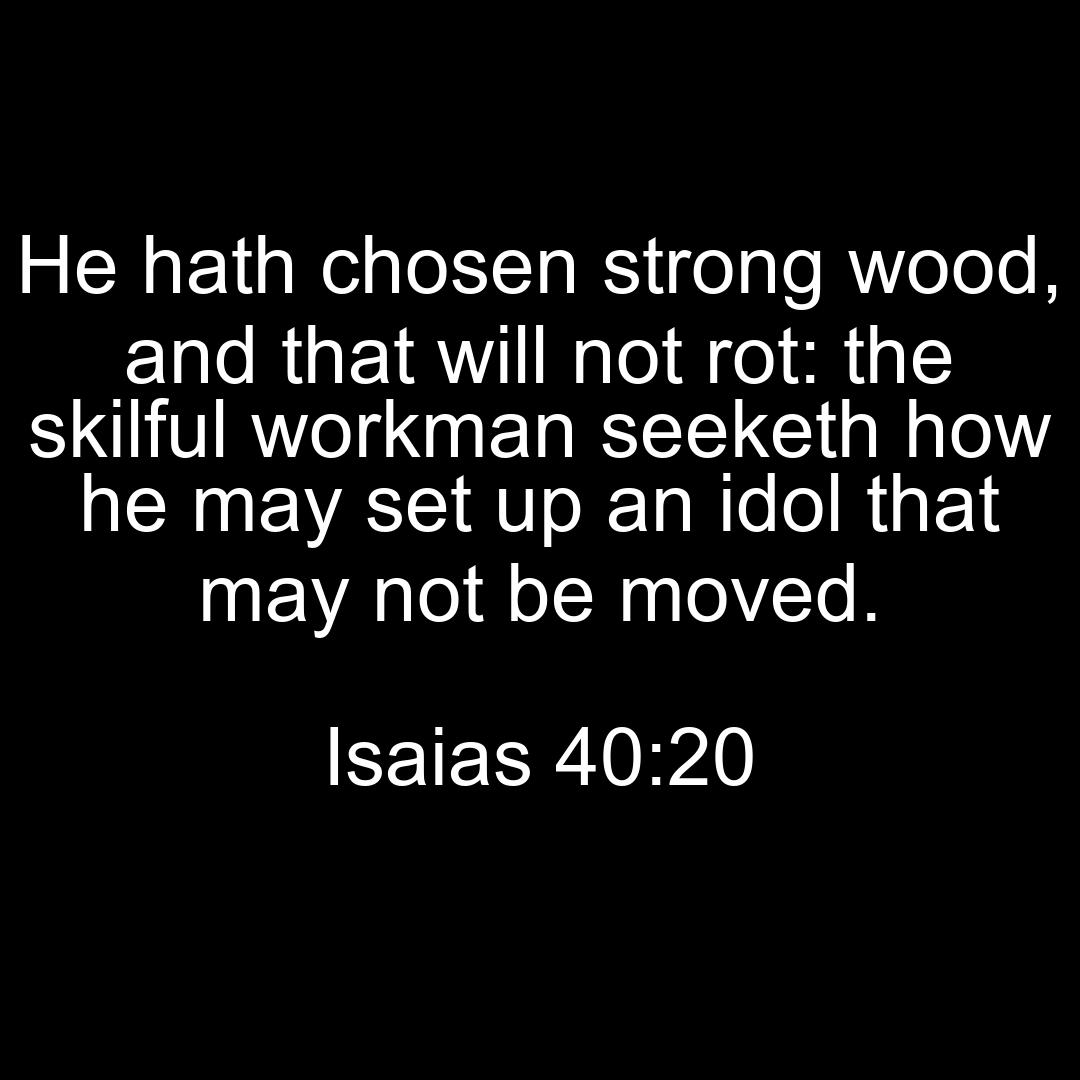 He hath chosen strong wood,
and that will not rot: the
skilful workman seeketh how
he may set up an idol that
may not be moved.
Isaias 40:20